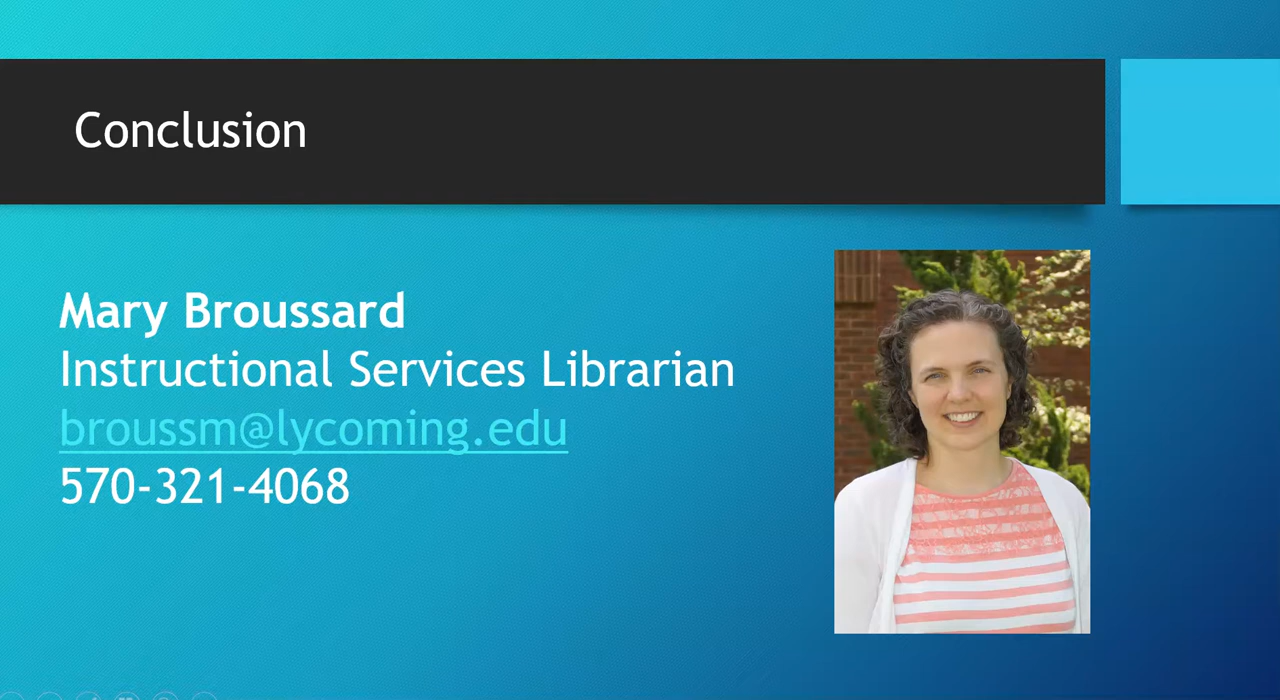 Conclusion
Mary Broussard
Instructional Services Librarian
broussm@lycoming.edu
570-321-4068